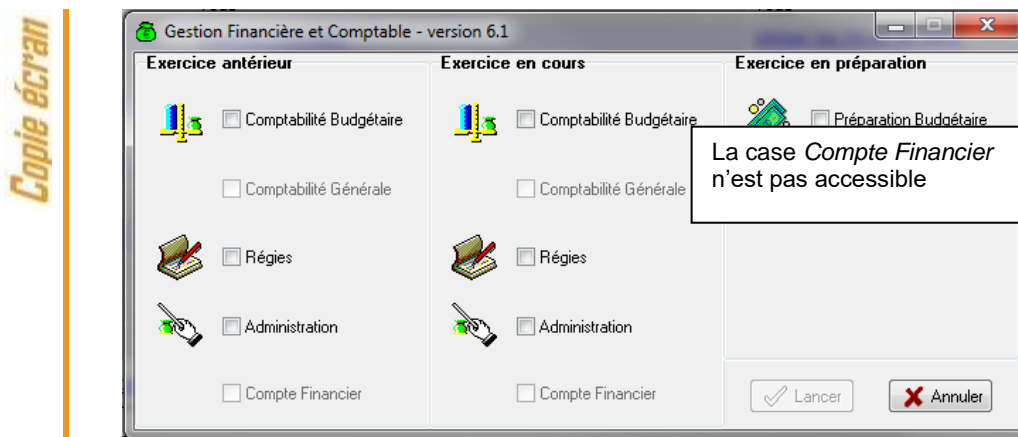 Copie écran
Gestion Financière et Comptable - version 6.1
Exercice antérieur
Comptabilité Budgétaire
Comptabilité Générale
Régies
Administration
Compte Financier
Exercice en cours
Comptabilité Budgétaire
Comptabilité Générale
Régies
Administration
Compte Financier
Exercice en préparation
Préparation Budgétaire
La case Compte Financier
n'est pas accessible
Lancer
Annuler